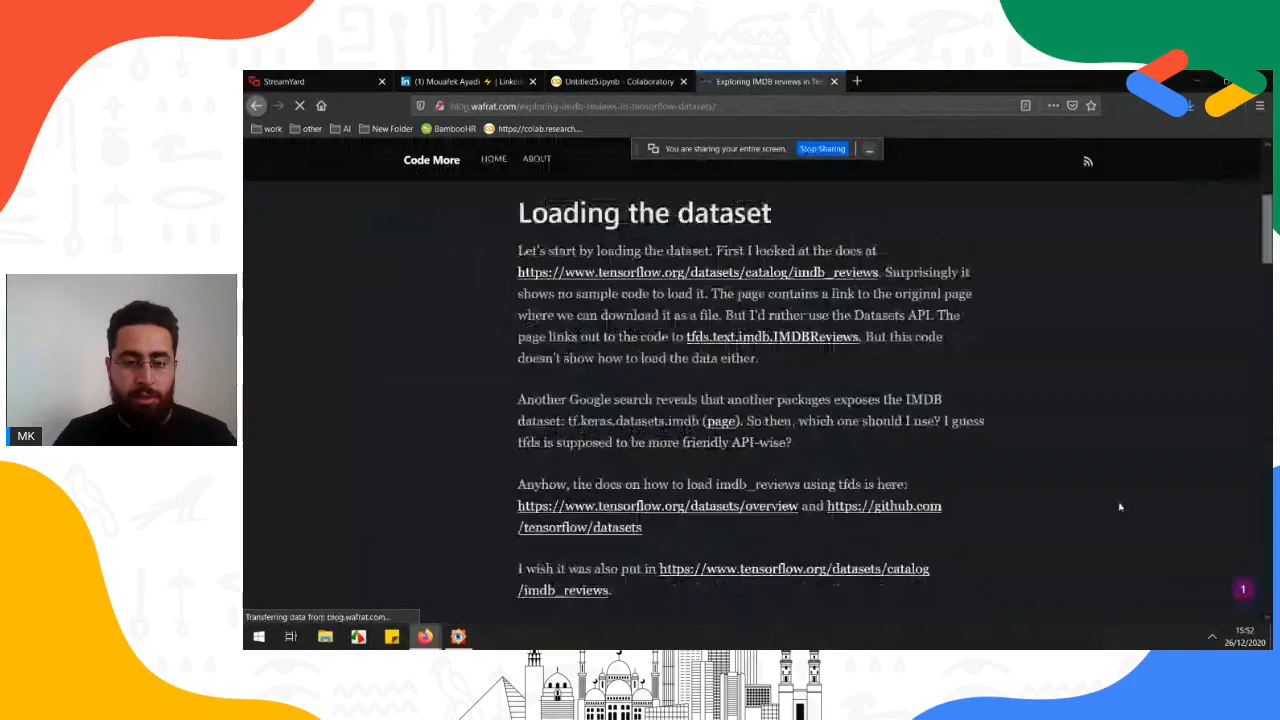 StreamYard
(1) Mouafek Ayadi ⚡ | Linked
Untitled5.ipynb - Colaboratory
Exploring IMDB reviews in Ten
blog.wafrat.com/exploring-imdb-reviews-in-tensorflow-datasets/
work
other
AI
New Folder
BambooHR
https://colab.research....
You are sharing your entire screen.
Stop Sharing
Code More
HOME
ABOUT
Loading the dataset
Let's start by loading the dataset. First I looked at the docs at
https://www.tensorflow.org/datasets/catalog/imdb_reviews. Surprisingly it
shows no sample code to load it. The page contains a link to the original page
where we can download it as a file. But I'd rather use the Datasets API. The
page links out to the code to tfds.text.imdb.IMDBReviews. But this code
doesn't show how to load the data either.
Another Google search reveals that another packages exposes the IMDB
dataset: tf.keras.datasets.imdb (page). So then, which one should I use? I guess
tfds is supposed to be more friendly API-wise?
Anyhow, the docs on how to load imdb_reviews using tfds is here:
https://www.tensorflow.org/datasets/overview and https://github.com
/tensorflow/datasets
I wish it was also put in https://www.tensorflow.org/datasets/catalog
/imdb_reviews.
1
MK
Transferring data from blog.wafrat.com...
15:52
26/12/2020